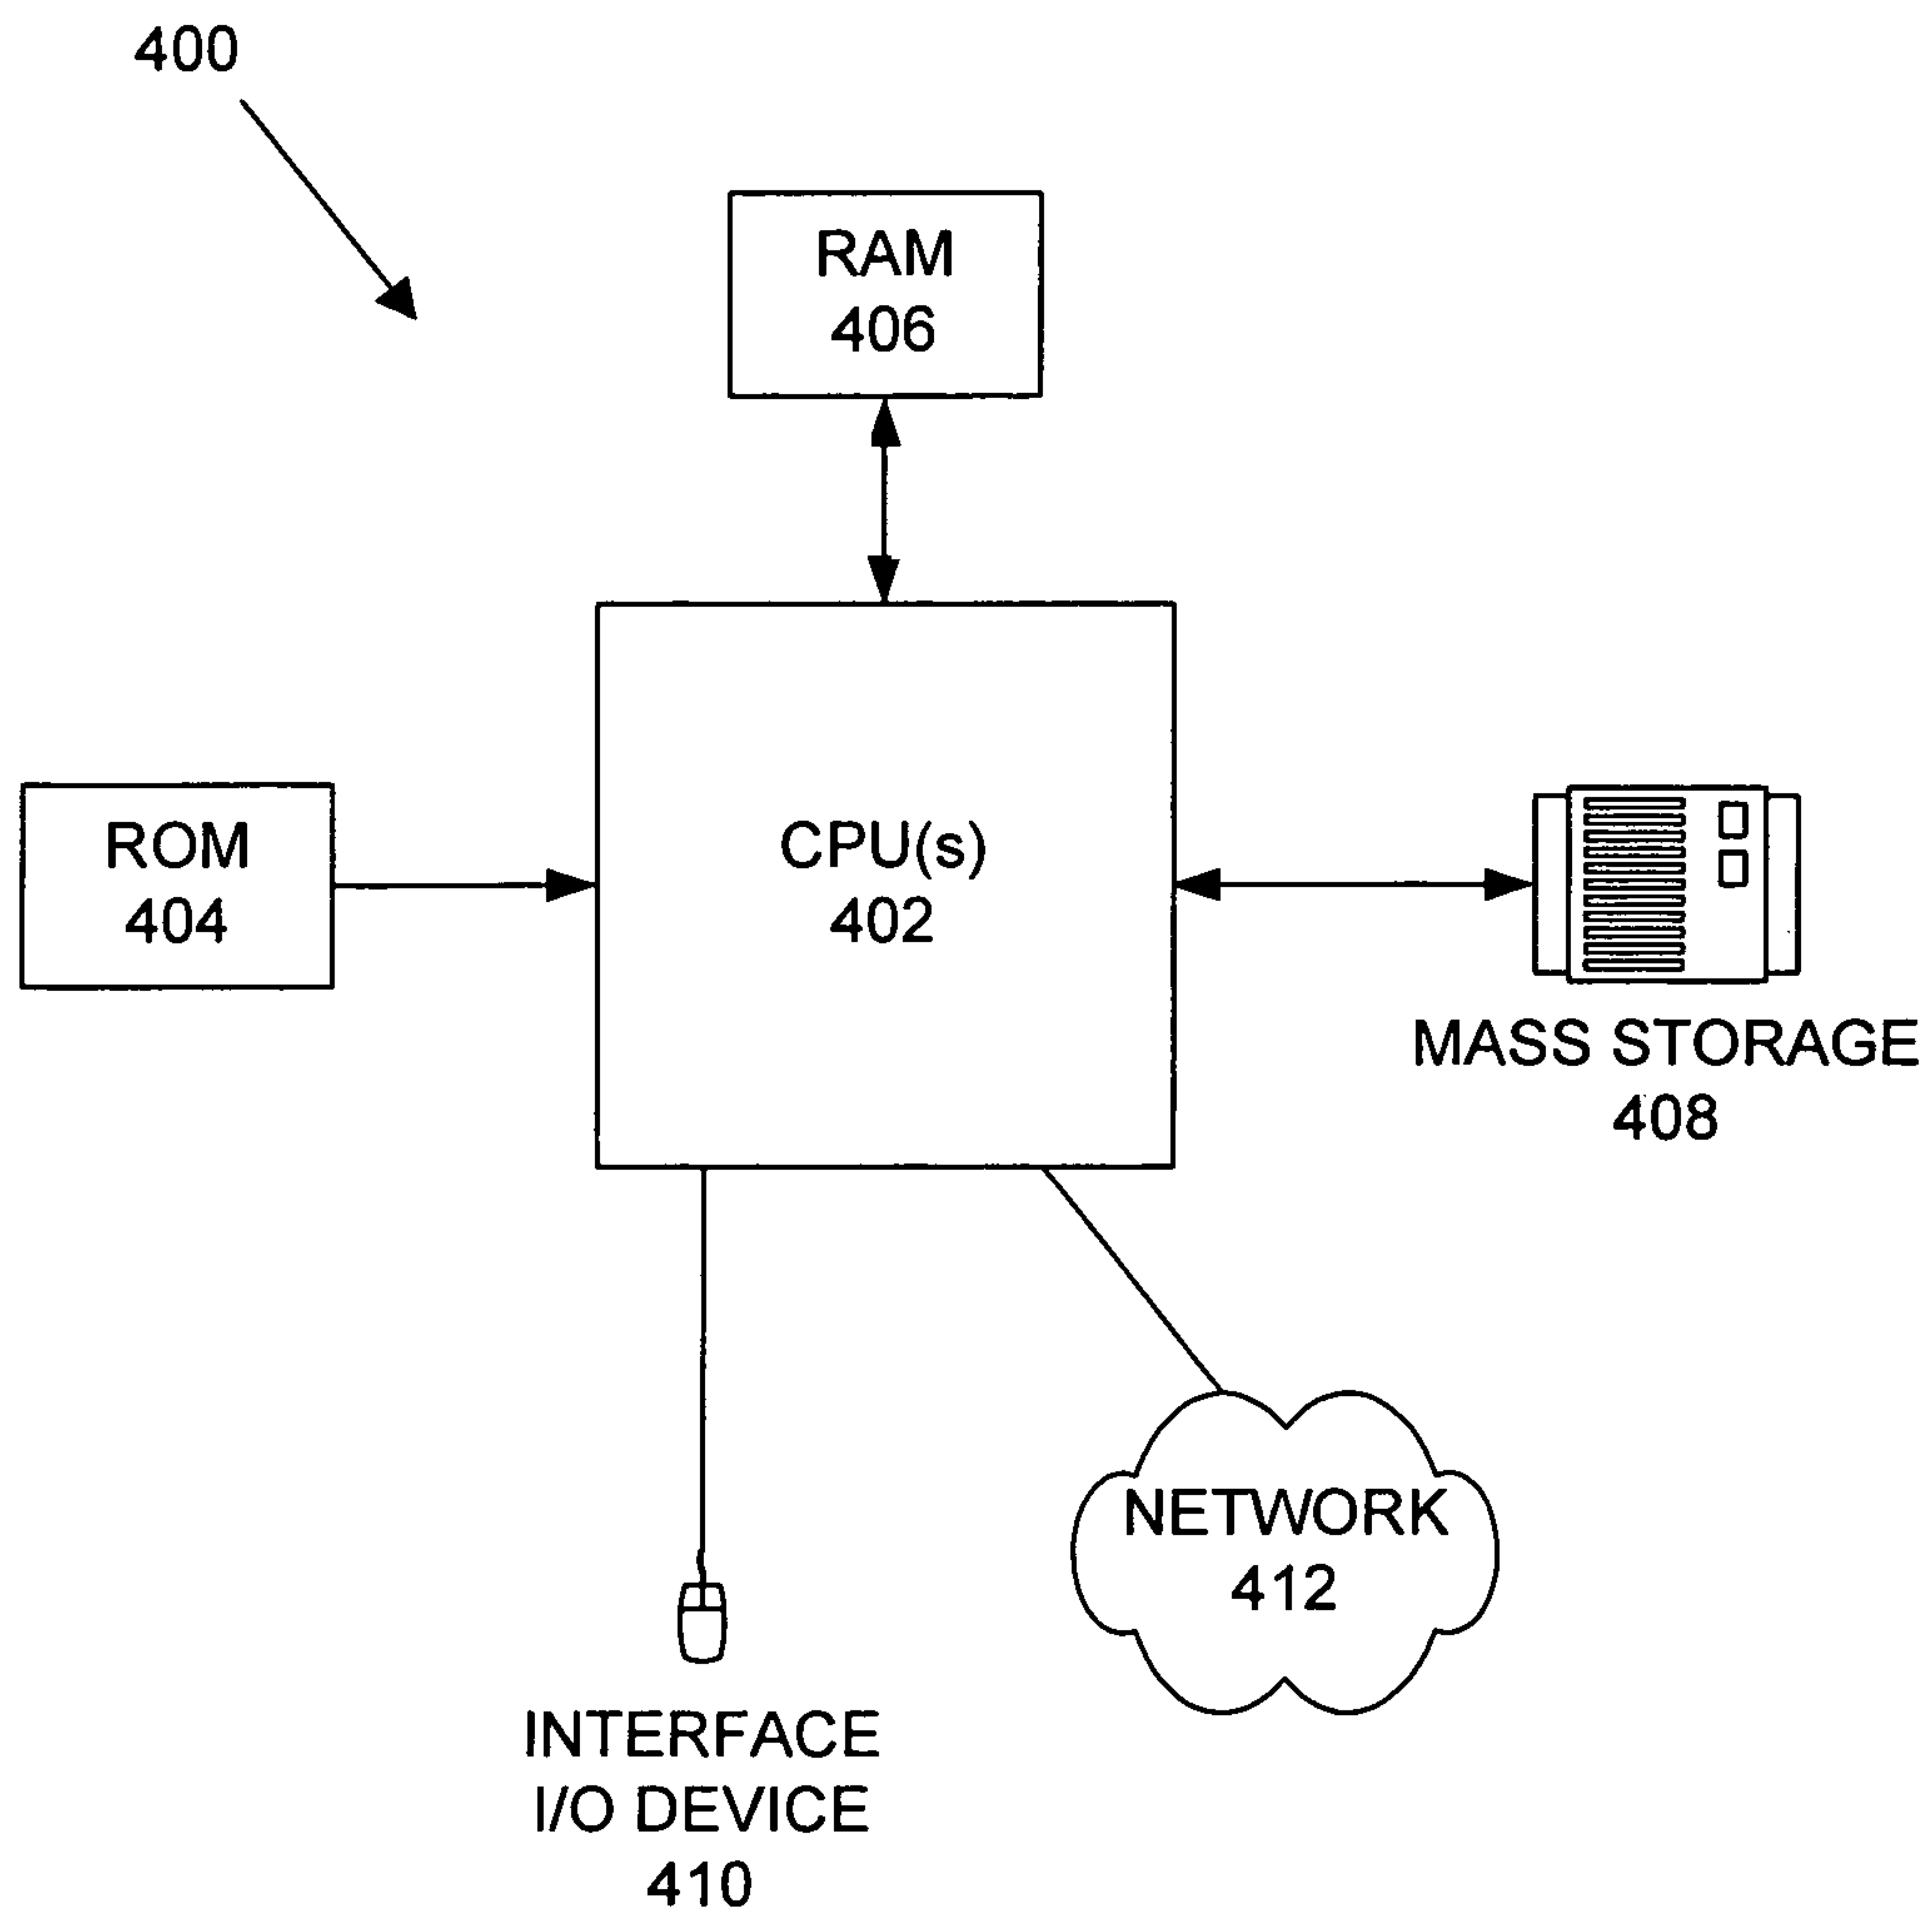 400
RAM
406
ROM
404
CPU(s)
402
MASS STORAGE
408
NETWORK
412
INTERFACE
I/O DEVICE
410